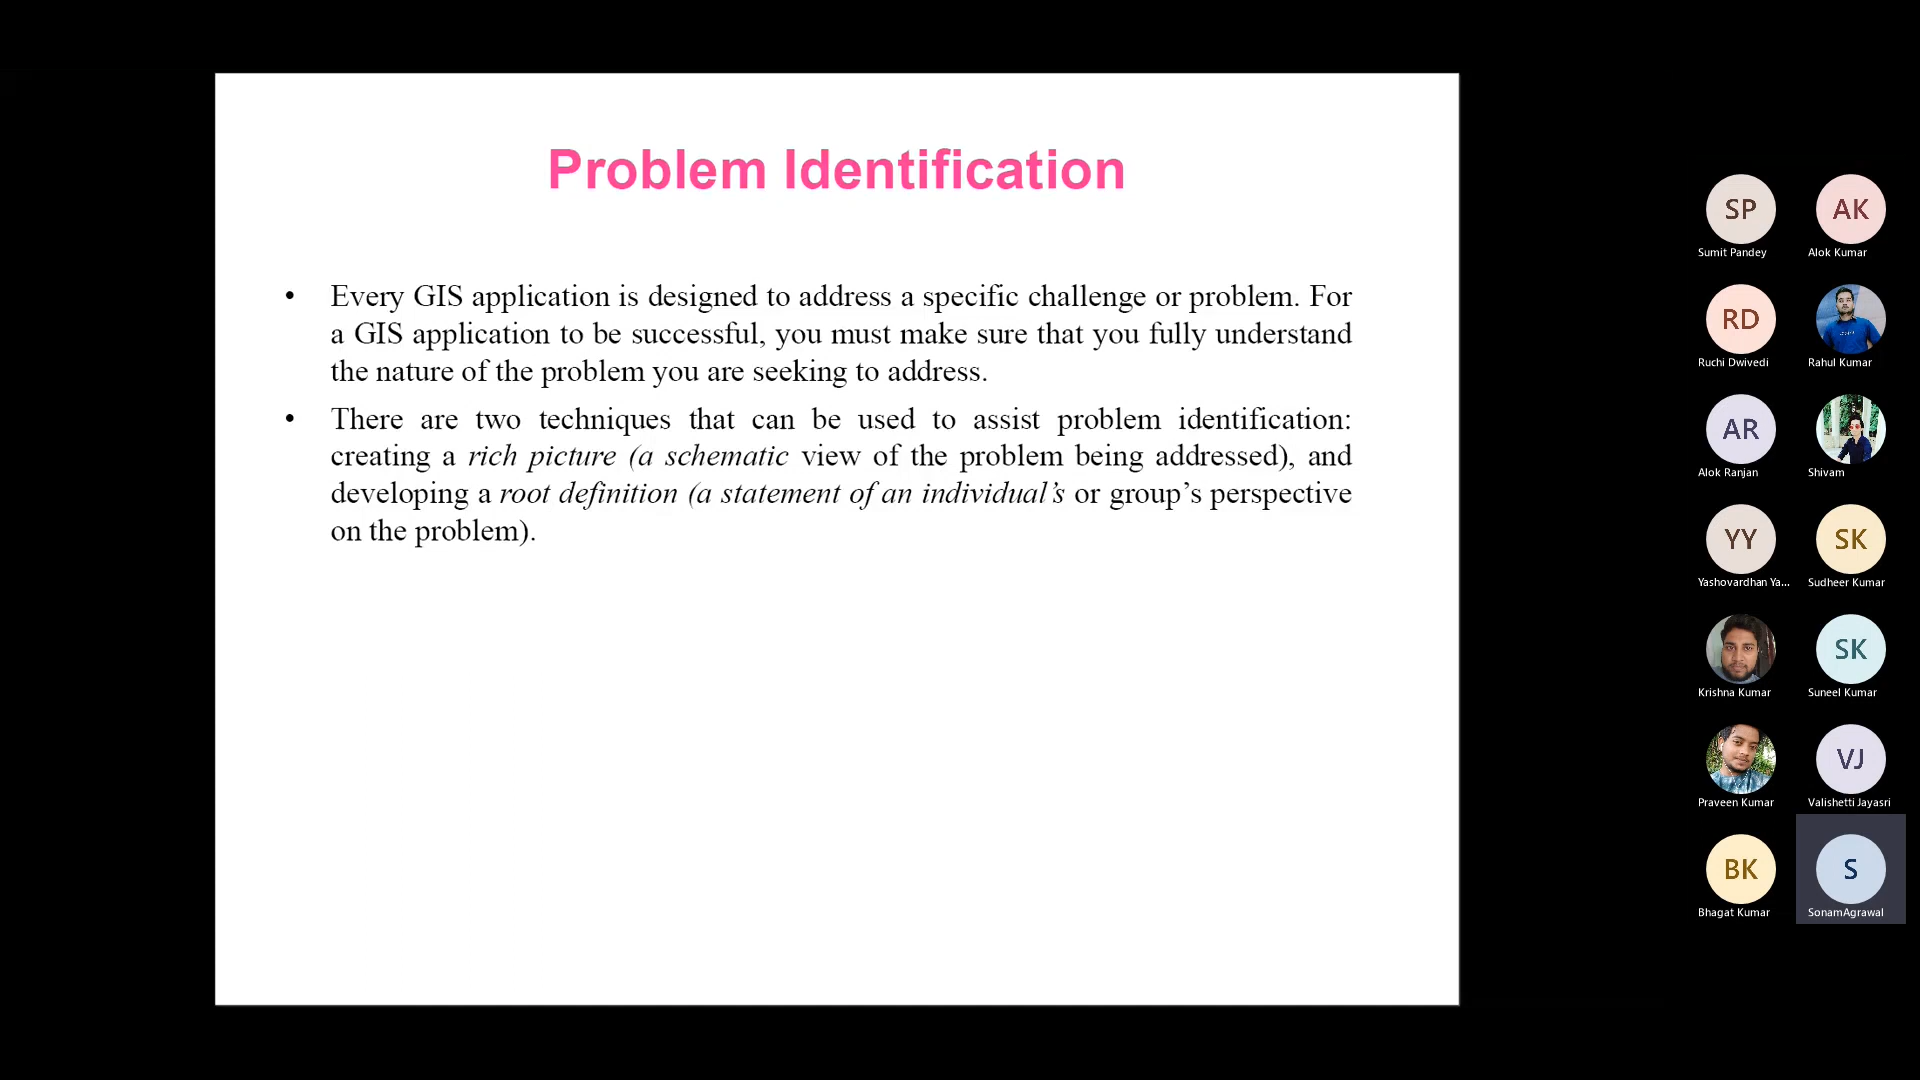 Problem Identification
• Every GIS application is designed to address a specific challenge or problem. For
a GIS application to be successful, you must make sure that you fully understand
the nature of the problem you are seeking to address.
• There are two techniques that can be used to assist problem identification:
creating a rich picture (a schematic view of the problem being addressed), and
developing a root definition (a statement of an individual’s or group’s perspective
on the problem).
SP AK
Sumit Pandey Alok Kumar
RD
Ruchi Dwivedi Rahul Kumar
AR
Alok Ranjan Shivam
YY SK
Yashovardhan Ya... Sudheer Kumar
SK
Krishna Kumar Suneel Kumar
VJ
Praveen Kumar Valishetti Jayasri
BK S
Bhagat Kumar SonamAgrawal